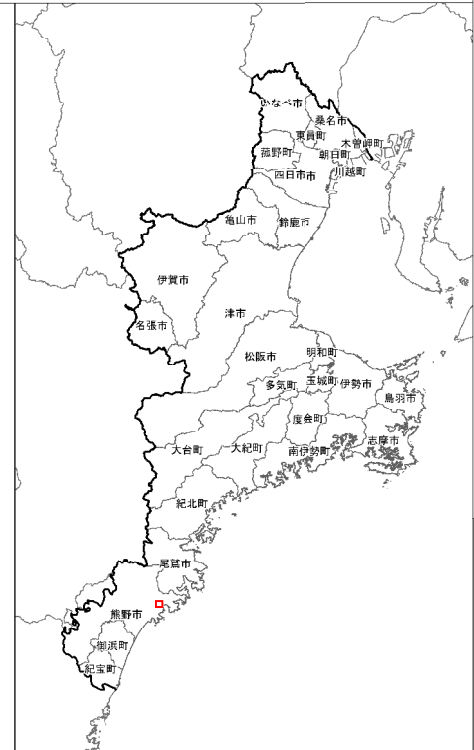 いなべ市
桑名市
東員町
木曽岬町
菰野町
朝日町
川越町
四日市市
亀山市
鈴鹿市
伊賀市
津市
名張市
松阪市
明和町
多気町
玉城町
伊勢市
鳥羽市
度会町
志摩市
大台町
大紀町
南伊勢町
紀北町
尾鷲市
熊野市
御浜町
紀宝町